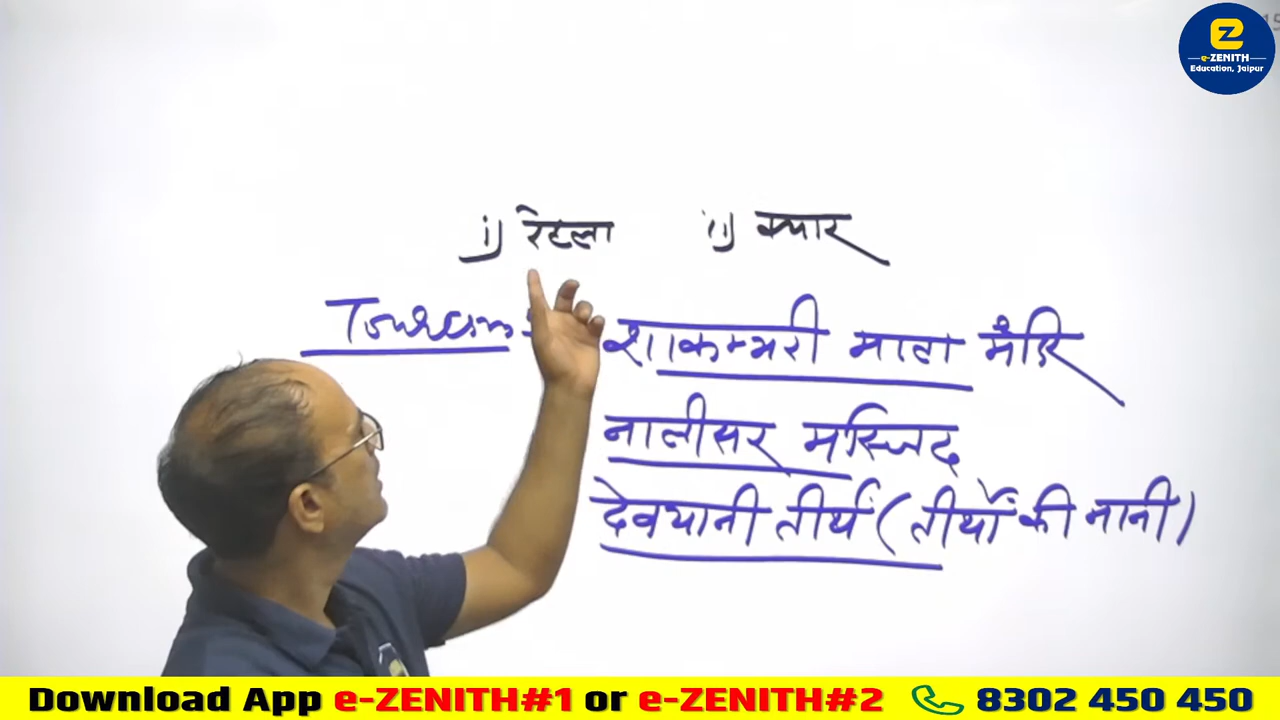 e
Z
e-ZENITH
Education, Jaipur
i) रेटला ii) क्यार
Tourism :- शाकम्भरी माता मंदिर
नालीसर मस्जिद
देवयानी तीर्थ (तीर्थों की नानी)
Download App e-ZENITH#1 or e-ZENITH#2 8302 450 450